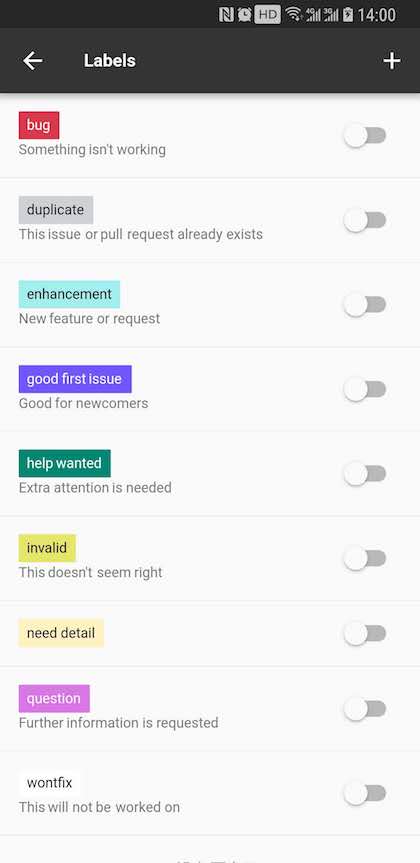 HD 4G 3G 14:00
Labels
bug
Something isn't working
duplicate
This issue or pull request already exists
enhancement
New feature or request
good first issue
Good for newcomers
help wanted
Extra attention is needed
invalid
This doesn't seem right
need detail
question
Further information is requested
wontfix
This will not be worked on